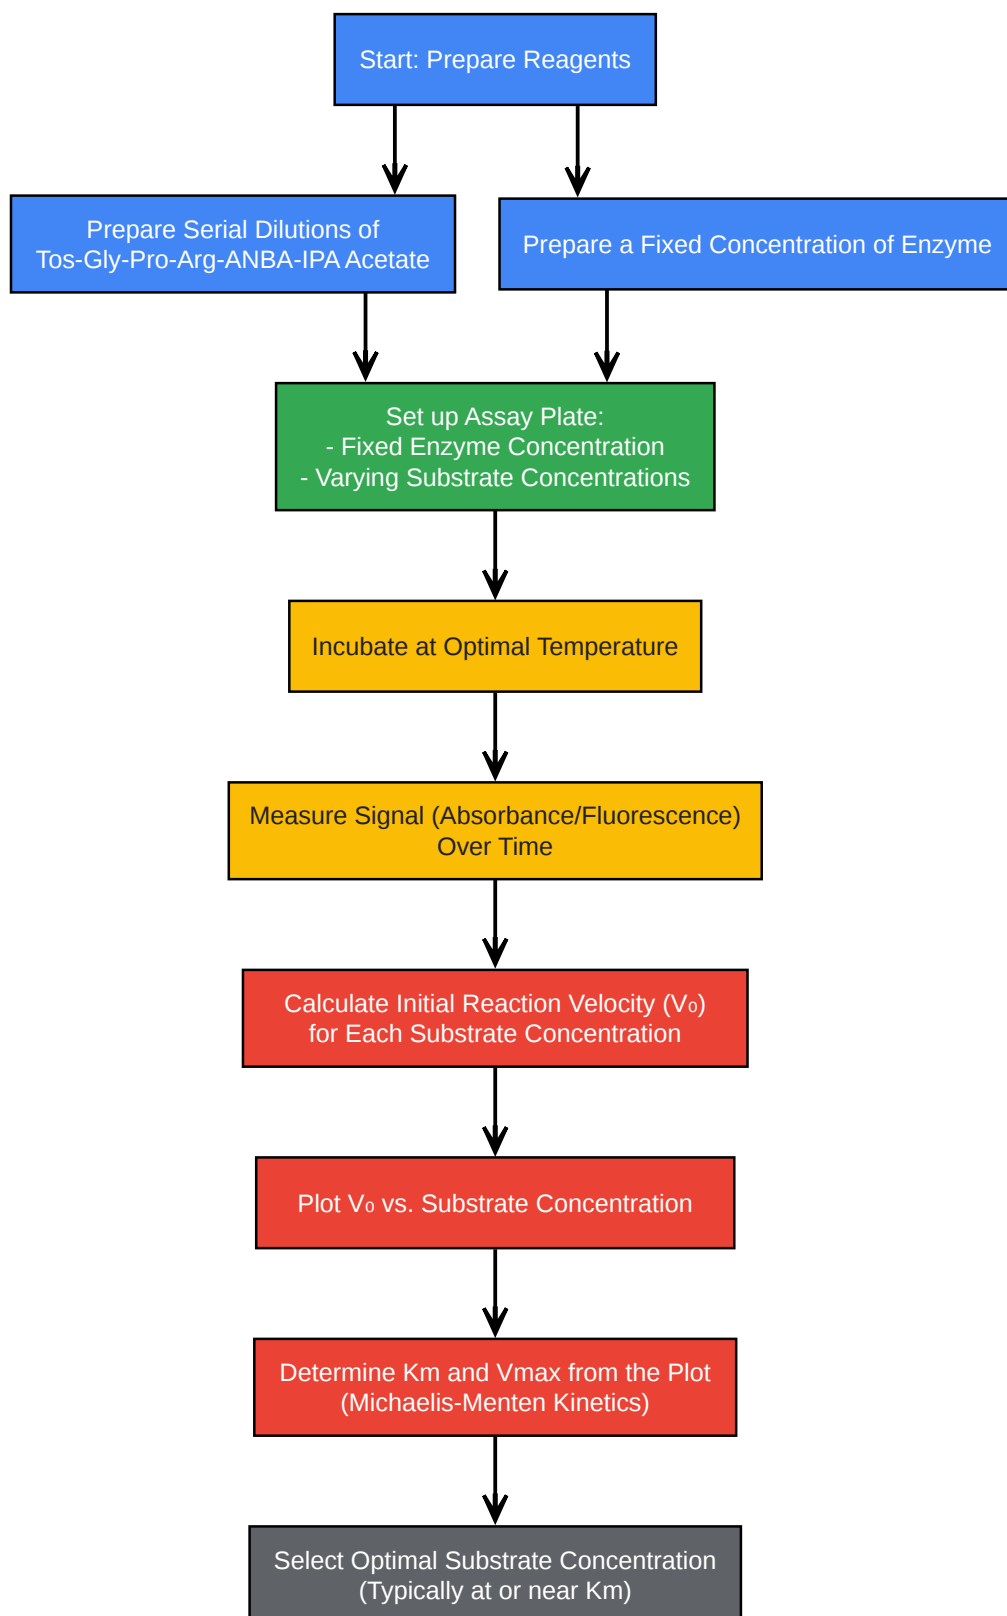 Start: Prepare Reagents
Prepare Serial Dilutions of
Tos-Gly-Pro-Arg-ANBA-IPA Acetate
Prepare a Fixed Concentration of Enzyme
Set up Assay Plate:
- Fixed Enzyme Concentration
- Varying Substrate Concentrations
Incubate at Optimal Temperature
Measure Signal (Absorbance/Fluorescence)
Over Time
Calculate Initial Reaction Velocity (V₀)
for Each Substrate Concentration
Plot V₀ vs. Substrate Concentration
Determine Km and Vmax from the Plot
(Michaelis-Menten Kinetics)
Select Optimal Substrate Concentration
(Typically at or near Km)